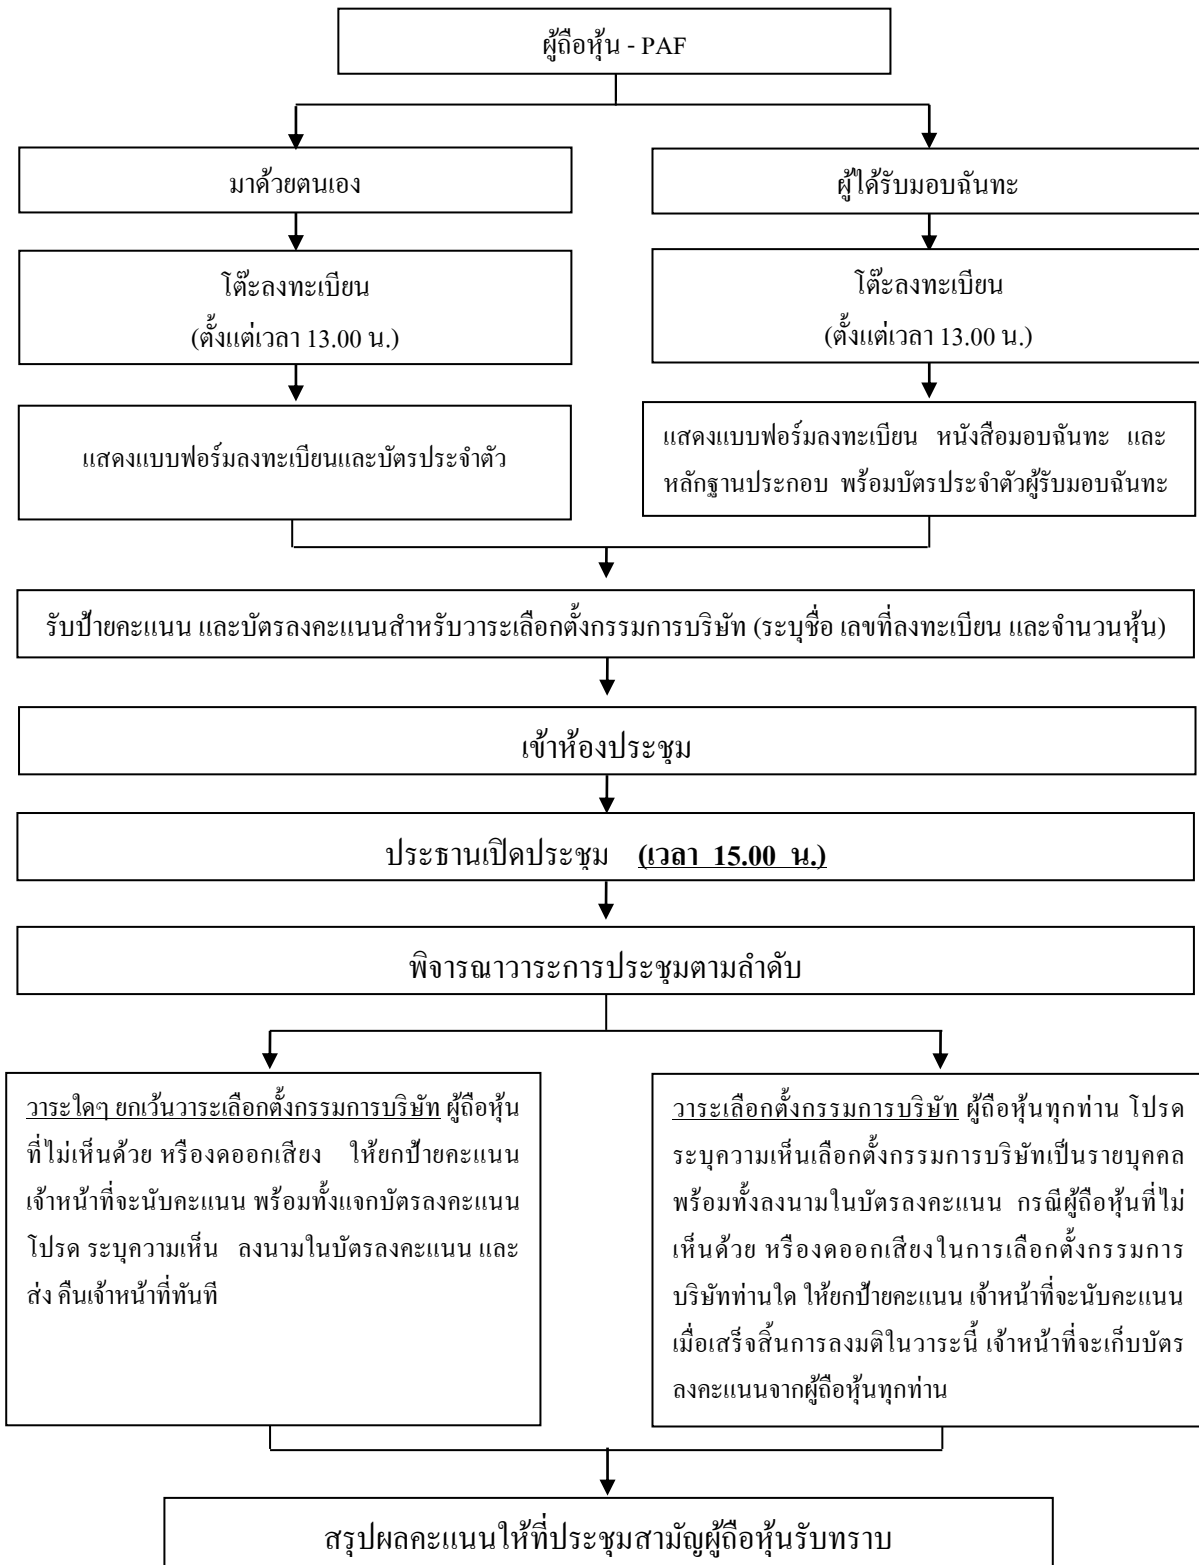 ผู้ถือหุ้น - PAF
มาด้วยตนเอง
ผู้ได้รับมอบฉันทะ
โต๊ะลงทะเบียน
(ตั้งแต่เวลา 13.00 น.)
โต๊ะลงทะเบียน
(ตั้งแต่เวลา 13.00 น.)
แสดงแบบฟอร์มลงทะเบียนและบัตรประจำตัว
แสดงแบบฟอร์มลงทะเบียน หนังสือมอบฉันทะ และ
หลักฐานประกอบ พร้อมบัตรประจำตัวผู้รับมอบฉันทะ
รับป้ายคะแนน และบัตรลงคะแนนสำหรับวาระเลือกตั้งกรรมการบริษัท (ระบุชื่อ เลขที่ลงทะเบียน และจำนวนหุ้น)
เข้าห้องประชุม
ประธานเปิดประชุม (เวลา 15.00 น.)
พิจารณาวาระการประชุมตามลำดับ
วาระใดๆ ยกเว้นวาระเลือกตั้งกรรมการบริษัท ผู้ถือหุ้น
ที่ไม่เห็นด้วย หรืองดออกเสียง ให้ยกป้ายคะแนน
เจ้าหน้าที่จะนับคะแนน พร้อมทั้งแจกบัตรลงคะแนน
โปรด ระบุความเห็น ลงนามในบัตรลงคะแนน และ
ส่ง คืนเจ้าหน้าที่ทันที
วาระเลือกตั้งกรรมการบริษัท ผู้ถือหุ้นทุกท่าน โปรด
ระบุความเห็นเลือกตั้งกรรมการบริษัทเป็นรายบุคคล
พร้อมทั้งลงนามในบัตรลงคะแนน กรณีผู้ถือหุ้นที่ไม่
เห็นด้วย หรืองดออกเสียงในการเลือกตั้งกรรมการ
บริษัทท่านใด ให้ยกป้ายคะแนน เจ้าหน้าที่จะนับคะแนน
เมื่อเสร็จสิ้นการลงมติในวาระนี้ เจ้าหน้าที่จะเก็บบัตร
ลงคะแนนจากผู้ถือหุ้นทุกท่าน
สรุปผลคะแนนให้ที่ประชุมสามัญผู้ถือหุ้นรับทราบ